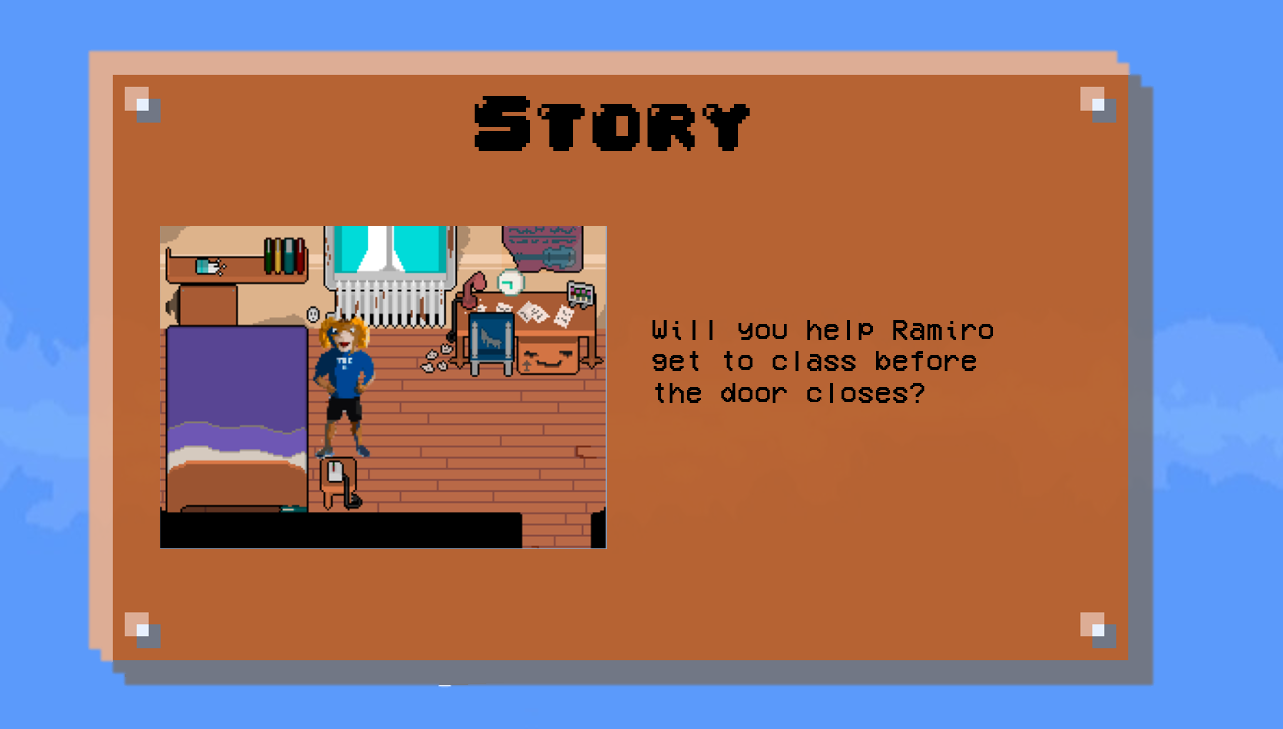 Story
Will you help Ramiro
get to class before
the door closes?